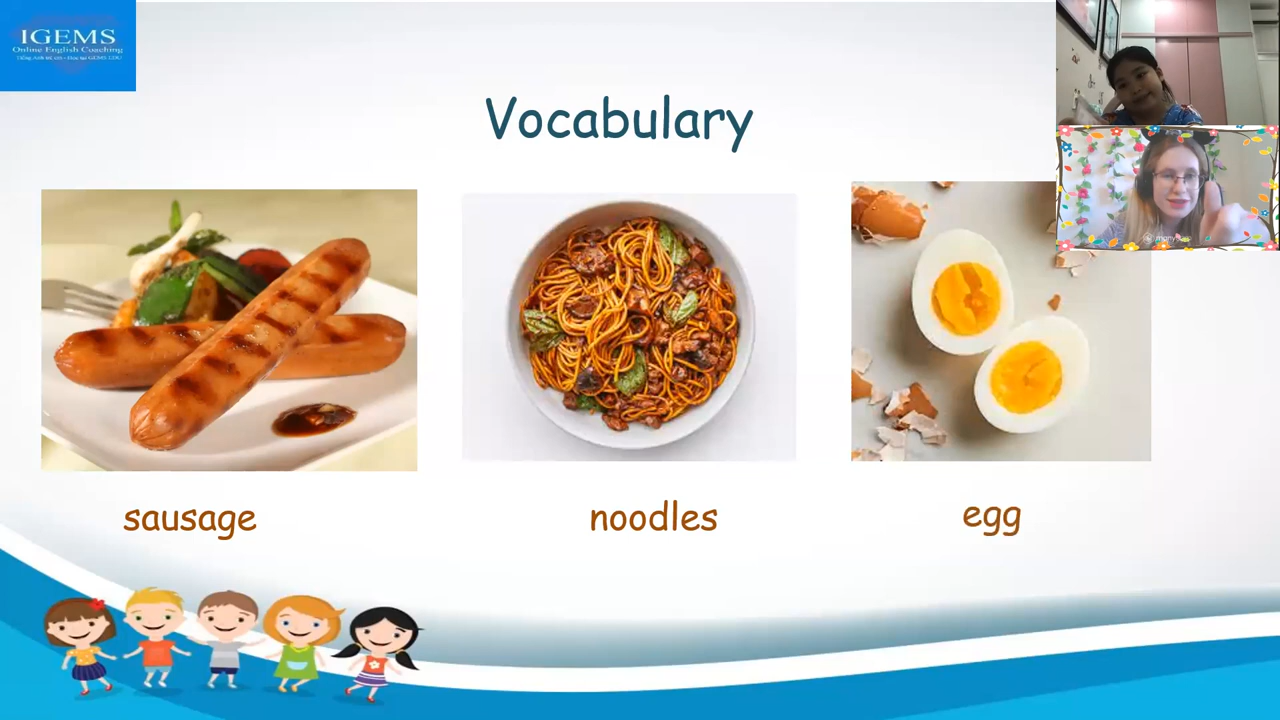 IGEMS
Online English Coaching
Vocabulary
sausage
noodles
egg